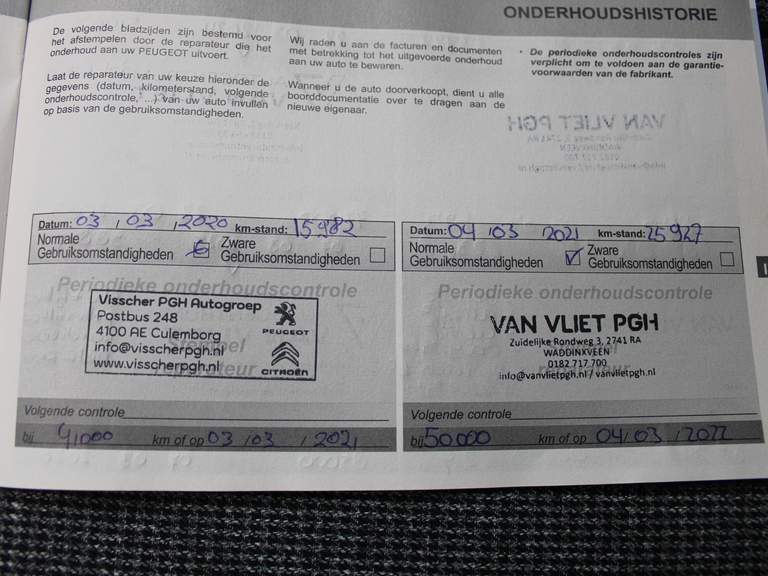 ONDERHOUDSHISTORIE
De volgende bladzijden zijn bestemd voor
het afstempelen door de reparateur die het
onderhoud aan uw PEUGEOT uitvoert.
Laat de reparateur van uw keuze hieronder de
gegevens (datum, kilometerstand, volgende
onderhoudscontrole, ...) van uw auto invullen
op basis van de gebruiksomstandigheden.
Wij raden u aan de facturen en documenten
met betrekking tot het uitgevoerde onderhoud
aan uw auto te bewaren.
Wanneer u de auto doorverkoopt, dient u alle
boorddocumentatie over te dragen aan de
nieuwe eigenaar.
• De periodieke onderhoudscontroles zijn
verplicht om te voldoen aan de garantie-
voorwaarden van de fabrikant.
VAN VLIET PGH
Datum: 03 / 03 / 2020 km-stand: 15982
Normale
Gebruiksomstandigheden
Zware
Gebruiksomstandigheden
Periodieke onderhoudscontrole
Visscher PGH Autogroep
Postbus 248
4100 AE Culemborg
info@visscherpgh.nl
www.visscherpgh.nl
PEUGEOT
CITROËN
Stempel
reparateur
Volgende controle
bij 41000 km of op 03 / 03 / 2021
Datum: 04 / 03 / 2021 km-stand: 25927
Normale
Gebruiksomstandigheden
Zware
Gebruiksomstandigheden
Periodieke onderhoudscontrole
VAN VLIET PGH
Zuidelijke Rondweg 3, 2741 RA
WADDINXVEEN
0182 717 700
info@vanvlietpgh.nl / vanvlietpgh.nl
Volgende controle
bij 50000 km of op 04 / 03 / 2022